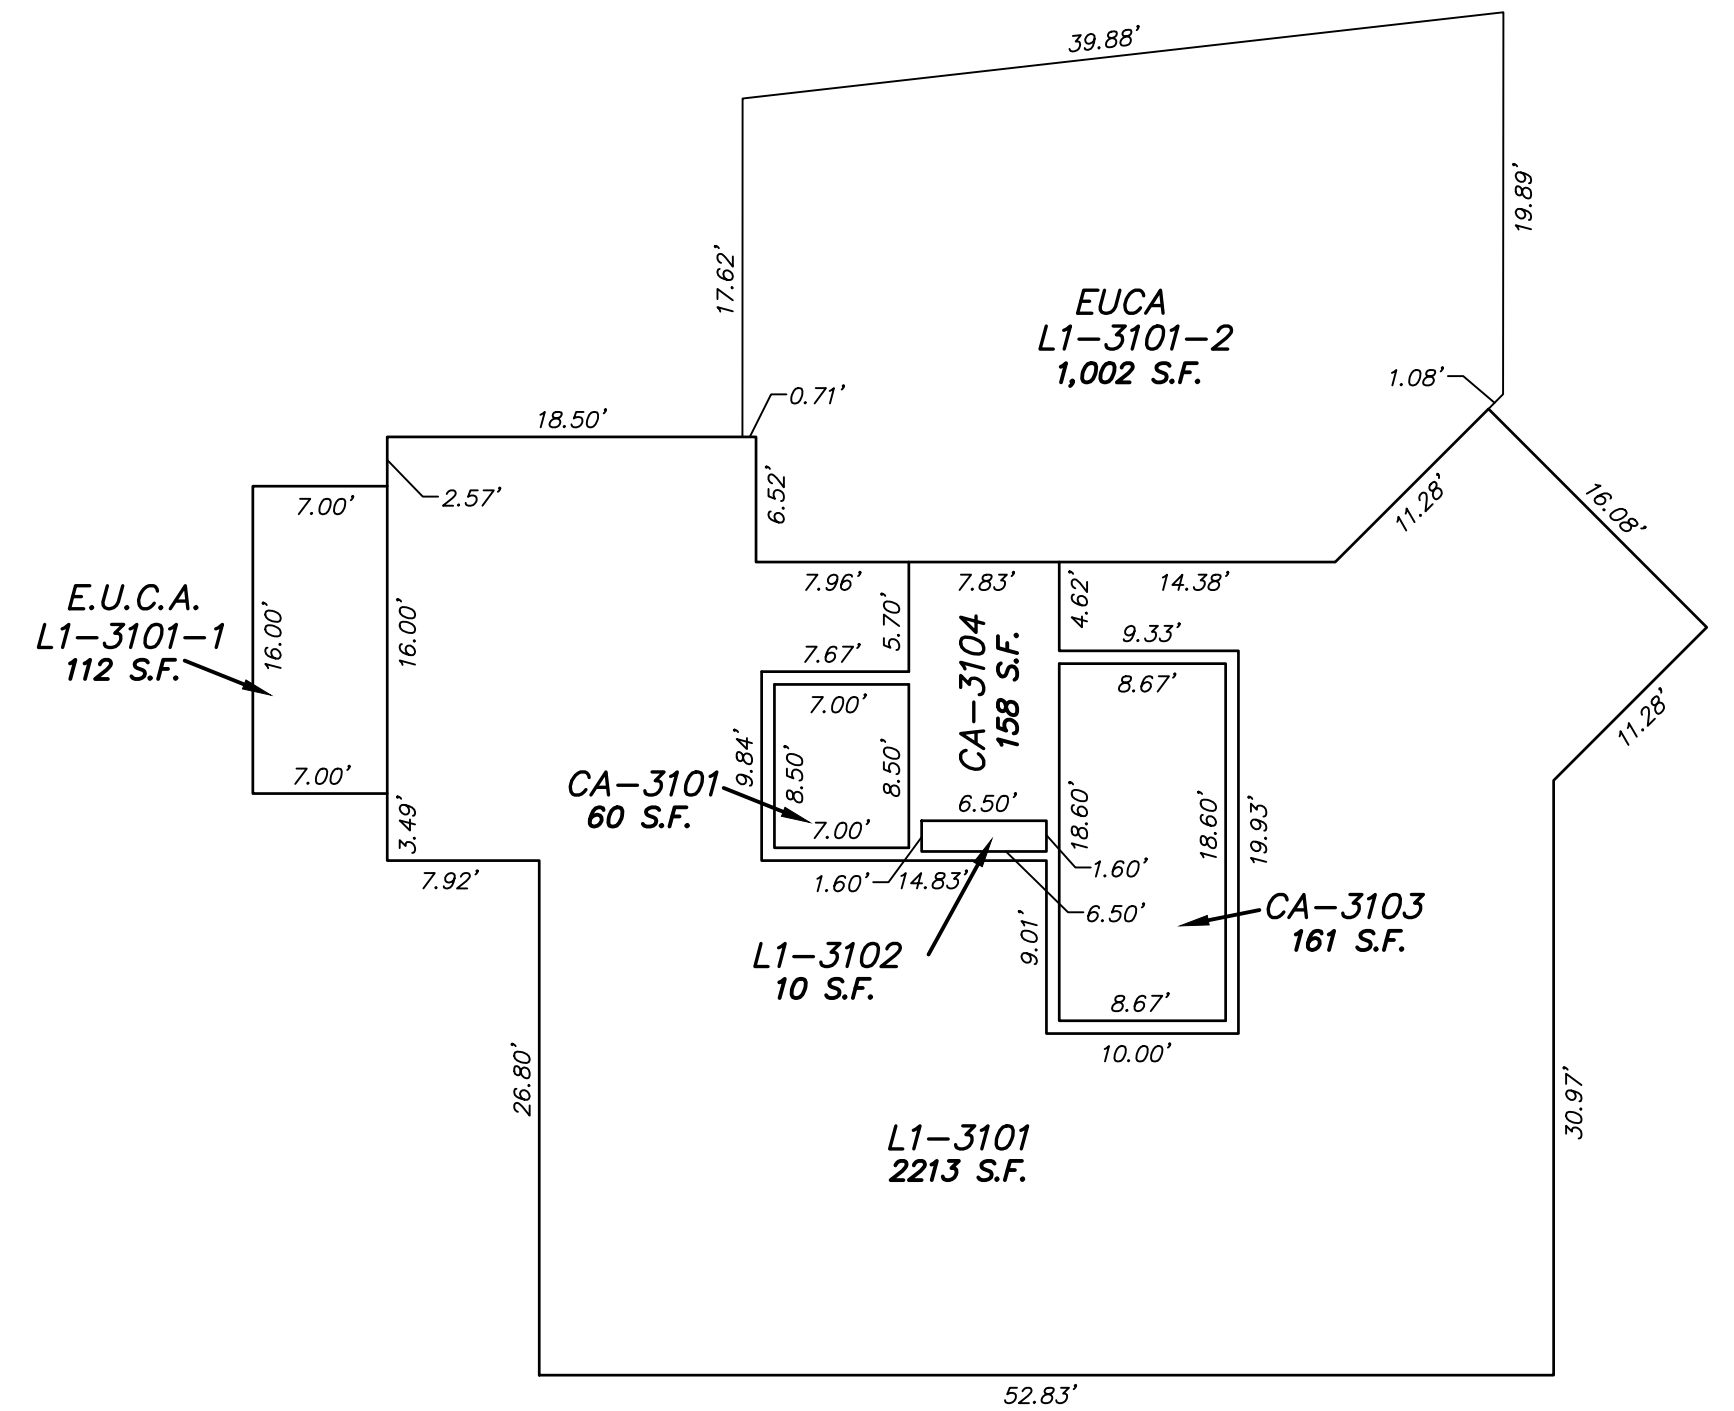 39.88'
19.89'
17.62'
EUCA
L1-3101-2
1,002 S.F.
1.08'
0.71'
18.50'
6.52'
2.57'
7.00'
11.28'
16.08'
7.96'
7.83'
14.38'
5.70'
4.62'
E.U.C.A.
L1-3101-1
112 S.F.
16.00'
16.00'
CA-3104
158 S.F.
9.33'
7.67'
8.67'
7.00'
11.28'
9.84'
8.50'
8.50'
7.00'
CA-3101
60 S.F.
6.50'
7.00'
3.49'
18.60'
18.60'
19.93'
7.92'
1.60'
14.83'
1.60'
6.50'
CA-3103
161 S.F.
9.01'
L1-3102
10 S.F.
8.67'
10.00'
26.80'
30.97'
L1-3101
2213 S.F.
52.83'